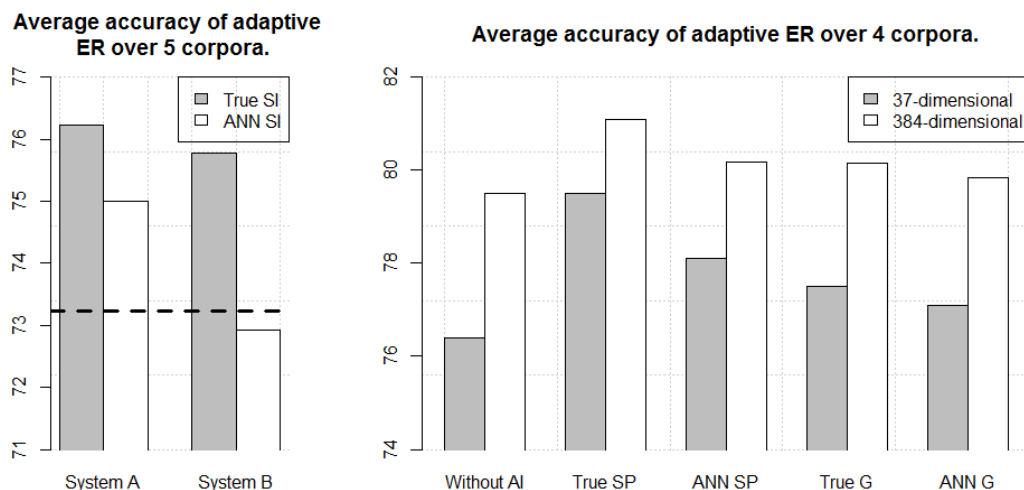 Average accuracy of adaptive
ER over 5 corpora.
True SI
ANN SI
77
76
75
74
73
72
71
System A
System B
Average accuracy of adaptive ER over 4 corpora.
37-dimensional
384-dimensional
82
80
78
76
74
Without AI
True SP
ANN SP
True G
ANN G